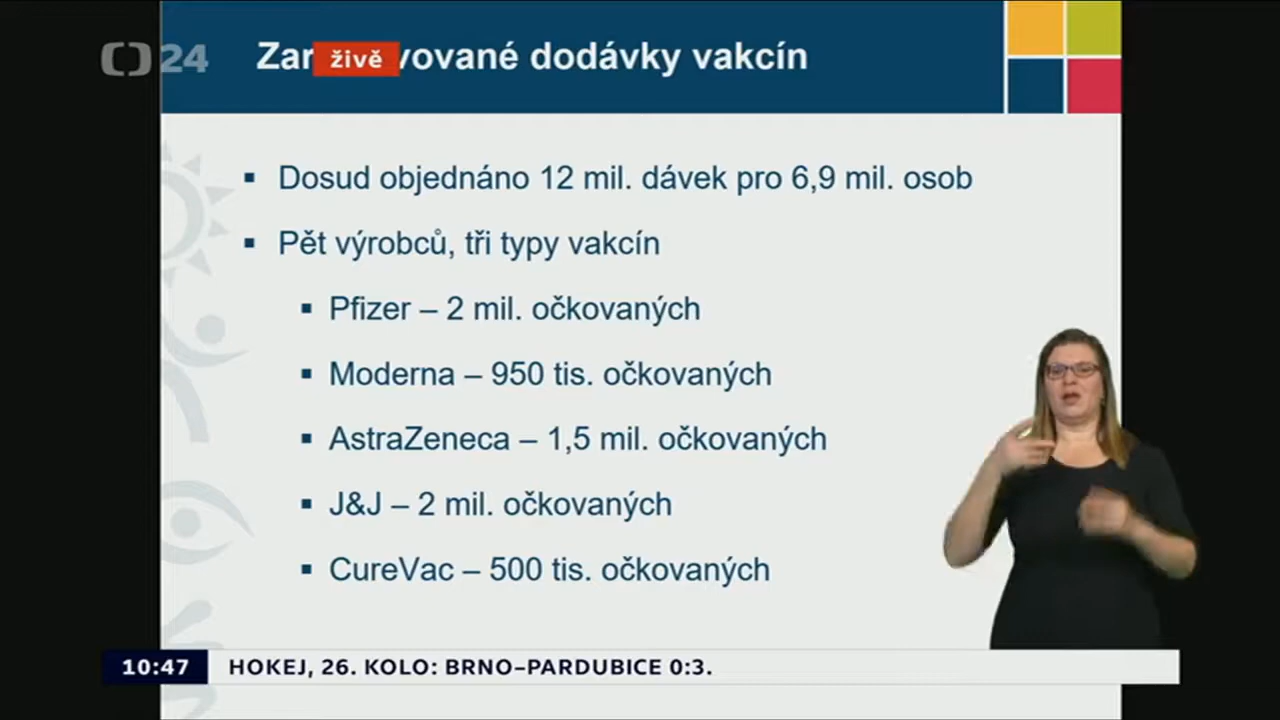 24
živě
vované dodávky vakcín
Dosud objednáno 12 mil. dávek pro 6,9 mil. osob
Pět výrobců, tři typy vakcín
Pfizer – 2 mil. očkovaných
Moderna – 950 tis. očkovaných
AstraZeneca – 1,5 mil. očkovaných
J&J – 2 mil. očkovaných
CureVac – 500 tis. očkovaných
10:47 HOKEJ, 26. KOLO: BRNO–PARDUBICE 0:3.